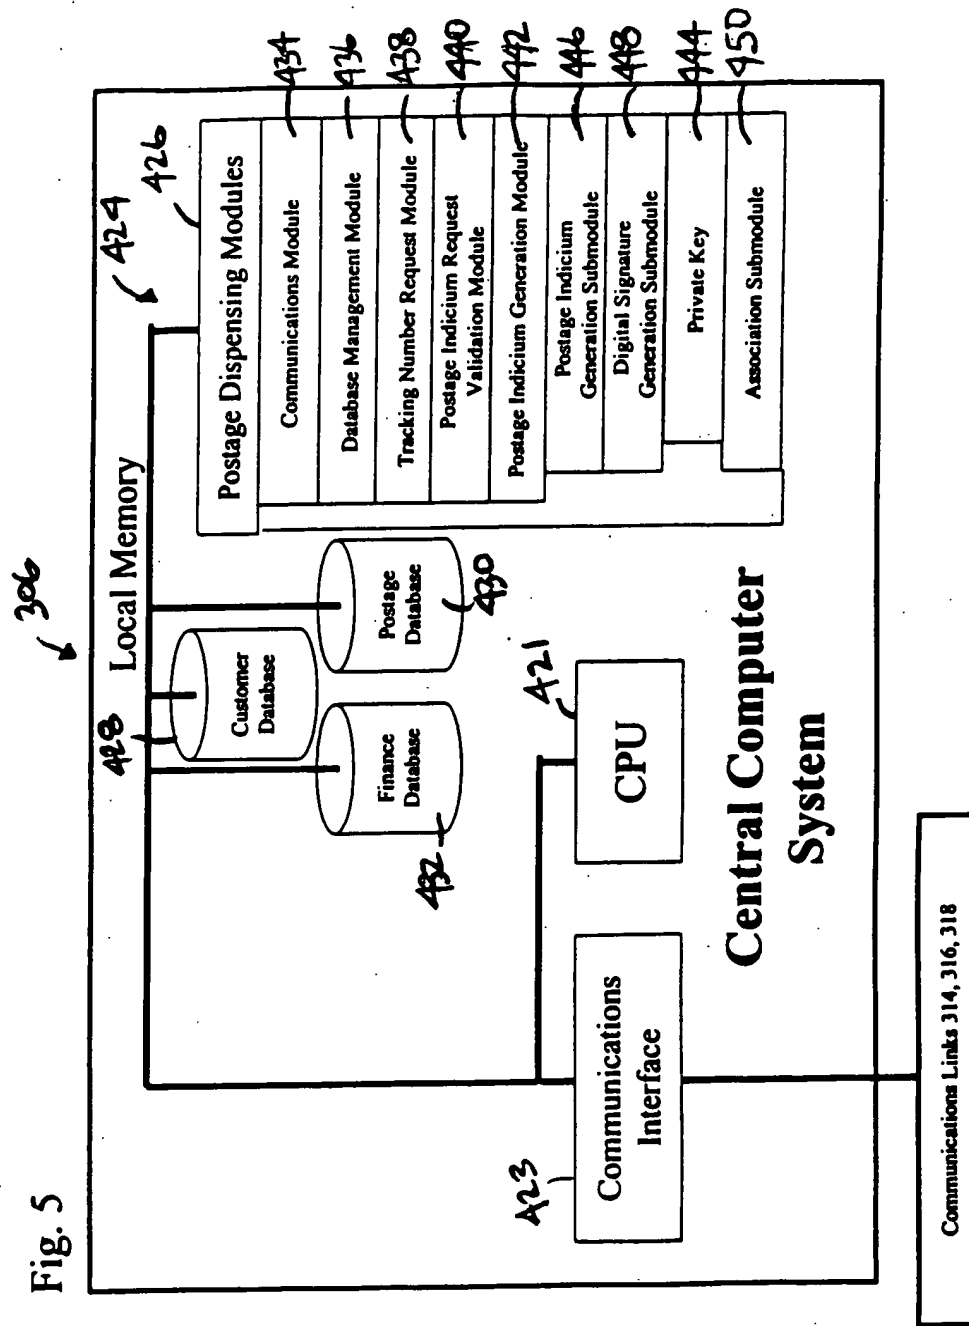 Fig. 5
306
424
Local Memory
426
Postage Dispensing Modules
Communications Module
434
Database Management Module
436
Tracking Number Request Module
438
Postage Indicium Request
Validation Module
440
Postage Indicium Generation Module
442
Postage Indicium
Generation Submodule
446
Digital Signature
Generation Submodule
448
Private Key
444
Association Submodule
450
428
Customer
Database
Postage
Database
430
Finance
Database
432
421
CPU
423
Communications
Interface
Central Computer
System
Communications Links 314, 316, 318